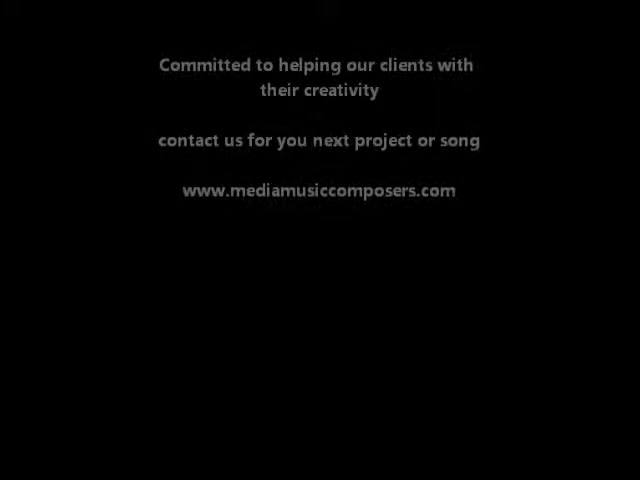 Committed to helping our clients with
their creativity
contact us for you next project or song
www.mediamusiccomposers.com